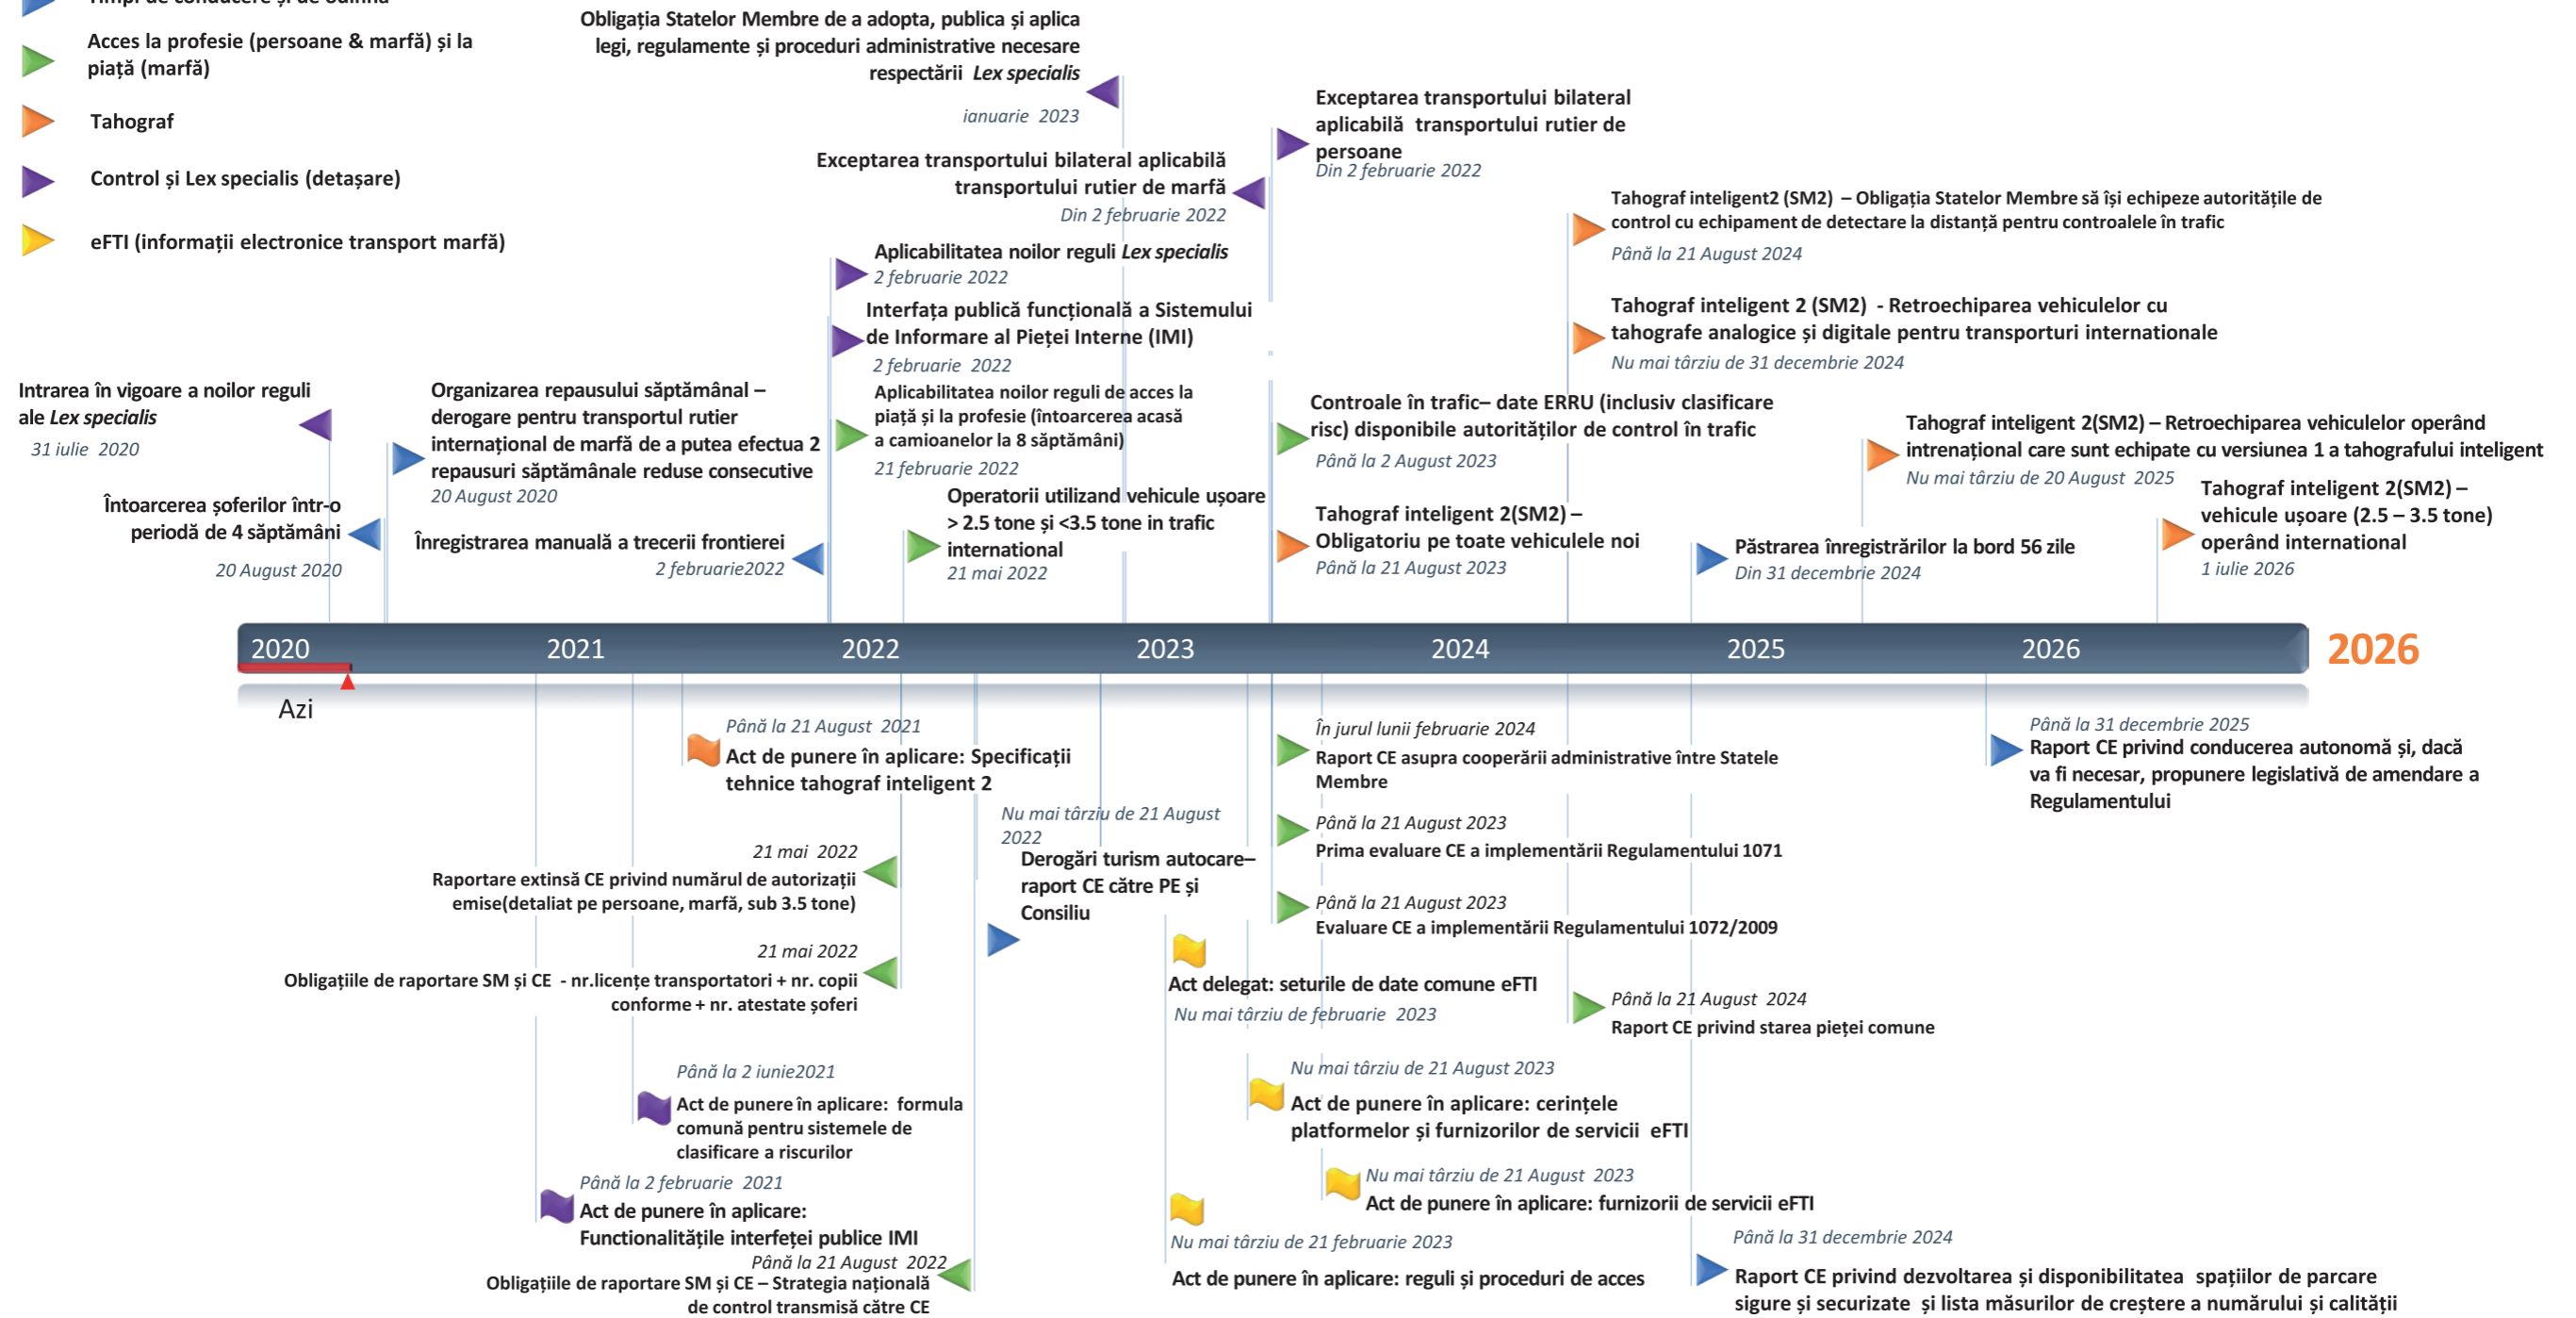 Timpi de conducere și de odihnă
Acces la profesie (persoane & marfă) și la
piață (marfă)
Tahograf
Control și Lex specialis (detașare)
eFTI (informații electronice transport marfă)
Obligația Statelor Membre de a adopta, publica și aplica
legi, regulamente și proceduri administrative necesare
respectării Lex specialis
ianuarie 2023
Exceptarea transportului bilateral
aplicabilă transportului rutier de
persoane
Din 2 februarie 2022
Exceptarea transportului bilateral aplicabilă
transportului rutier de marfă
Din 2 februarie 2022
Tahograf inteligent2 (SM2) – Obligația Statelor Membre să își echipeze autoritățile de
control cu echipament de detectare la distanță pentru controalele în trafic
Până la 21 August 2024
Aplicabilitatea noilor reguli Lex specialis
2 februarie 2022
Interfața publică funcțională a Sistemului
de Informare al Pieței Interne (IMI)
2 februarie 2022
Tahograf inteligent 2 (SM2) - Retroechiparea vehiculelor cu
tahografe analogice și digitale pentru transporturi internationale
Nu mai târziu de 31 decembrie 2024
Intrarea în vigoare a noilor reguli
ale Lex specialis
31 iulie 2020
Organizarea repausului săptămânal –
derogare pentru transportul rutier
internațional de marfă de a putea efectua 2
repausuri săptămânale reduse consecutive
20 August 2020
Aplicabilitatea noilor reguli de acces la
piață și la profesie (întoarcerea acasă
a camioanelor la 8 săptămâni)
21 februarie 2022
Controale în trafic– date ERRU (inclusiv clasificare
risc) disponibile autorităților de control în trafic
Până la 2 August 2023
Tahograf inteligent 2(SM2) – Retroechiparea vehiculelor operând
intrenațional care sunt echipate cu versiunea 1 a tahografului inteligent
Nu mai târziu de 20 August 2025
Întoarcerea șoferilor într-o
periodă de 4 săptămâni
20 August 2020
Înregistrarea manuală a trecerii frontierei
2 februarie2022
Operatorii utilizand vehicule ușoare
> 2.5 tone și <3.5 tone in trafic
international
21 mai 2022
Tahograf inteligent 2(SM2) –
Obligatoriu pe toate vehiculele noi
Până la 21 August 2023
Păstrarea înregistrărilor la bord 56 zile
Din 31 decembrie 2024
Tahograf inteligent 2(SM2) –
vehicule ușoare (2.5 – 3.5 tone)
operând international
1 iulie 2026
2020 2021 2022 2023 2024 2025 2026 2026
Azi
Până la 21 August 2021
Act de punere în aplicare: Specificații
tehnice tahograf inteligent 2
În jurul lunii februarie 2024
Raport CE asupra cooperării administrative între Statele
Membre
Până la 31 decembrie 2025
Raport CE privind conducerea autonomă și, dacă
va fi necesar, propunere legislativă de amendare a
Regulamentului
Nu mai târziu de 21 August
2022
Derogări turism autocare–
raport CE către PE și
Consiliu
Până la 21 August 2023
Prima evaluare CE a implementării Regulamentului 1071
21 mai 2022
Raportare extinsă CE privind numărul de autorizații
emise(detaliat pe persoane, marfă, sub 3.5 tone)
Până la 21 August 2023
Evaluare CE a implementării Regulamentului 1072/2009
21 mai 2022
Obligațiile de raportare SM și CE - nr.licențe transportatori + nr. copii
conforme + nr. atestate șoferi
Act delegat: seturile de date comune eFTI
Nu mai târziu de februarie 2023
Până la 21 August 2024
Raport CE privind starea pieței comune
Până la 2 iunie2021
Act de punere în aplicare: formula
comună pentru sistemele de
clasificare a riscurilor
Nu mai târziu de 21 August 2023
Act de punere în aplicare: cerințele
platformelor și furnizorilor de servicii eFTI
Până la 2 februarie 2021
Act de punere în aplicare:
Functionalitățile interfeței publice IMI
Nu mai târziu de 21 August 2023
Act de punere în aplicare: furnizorii de servicii eFTI
Până la 21 August 2022
Obligațiile de raportare SM și CE – Strategia națională
de control transmisă către CE
Nu mai târziu de 21 februarie 2023
Act de punere în aplicare: reguli și proceduri de acces
Până la 31 decembrie 2024
Raport CE privind dezvoltarea și disponibilitatea spațiilor de parcare
sigure și securizate și lista măsurilor de creștere a numărului și calității